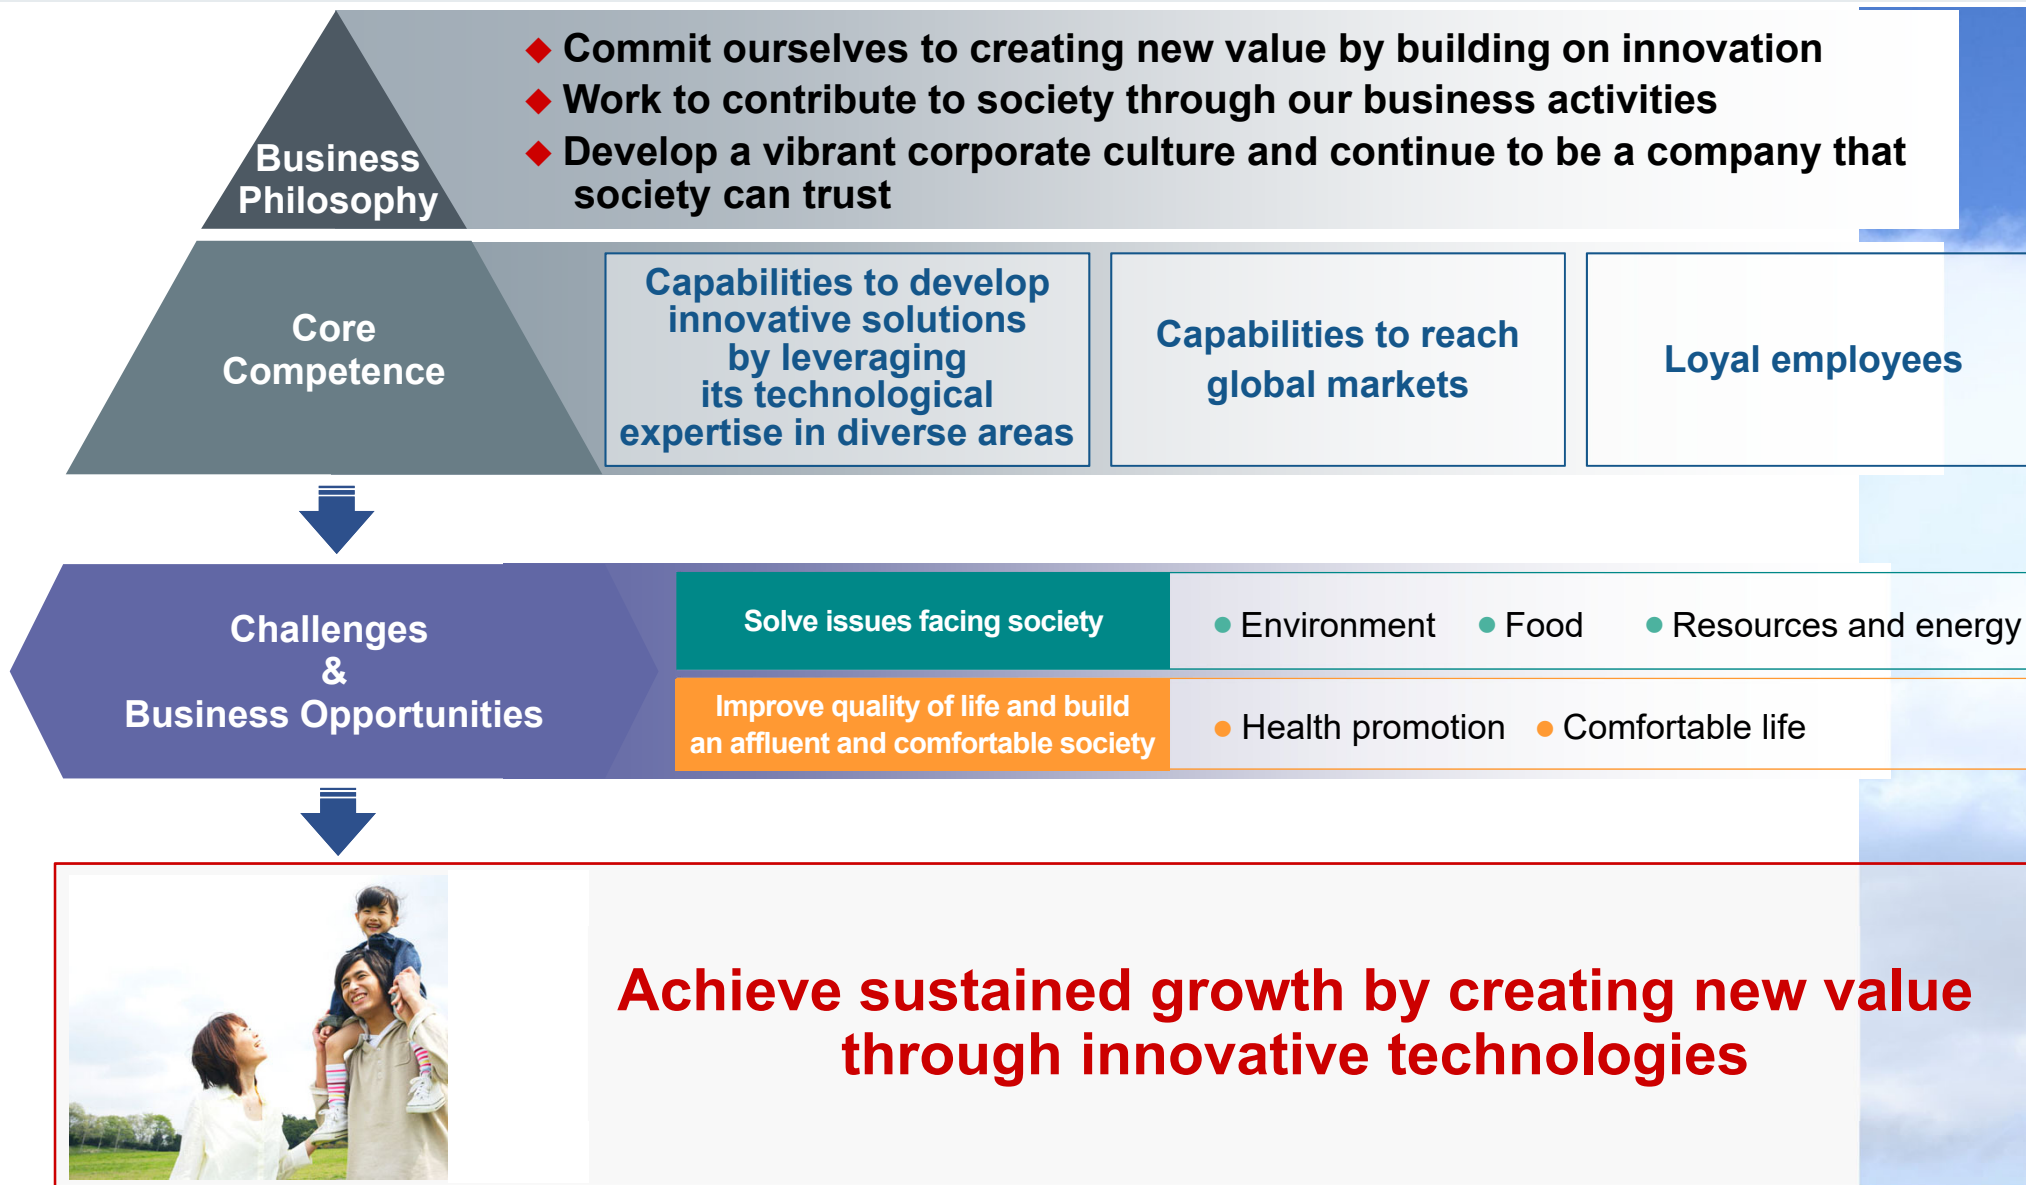 ◆ Commit ourselves to creating new value by building on innovation
◆ Work to contribute to society through our business activities
◆ Develop a vibrant corporate culture and continue to be a company that
society can trust
Business
Philosophy
Core
Competence
Capabilities to develop
innovative solutions
by leveraging
its technological
expertise in diverse areas
Capabilities to reach
global markets
Loyal employees
Challenges
&
Business Opportunities
Solve issues facing society
● Environment ● Food ● Resources and energy
Improve quality of life and build
an affluent and comfortable society
● Health promotion ● Comfortable life
Achieve sustained growth by creating new value
through innovative technologies